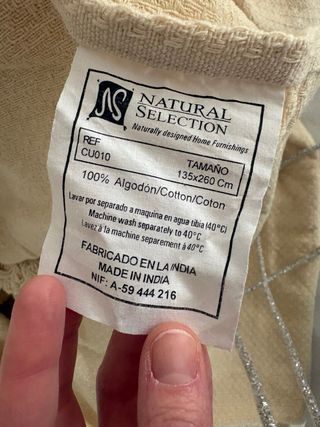 NS
NATURAL
SELECTION
Naturally designed Home Furnishings
REF TAMAÑO
CU010 135x260 Cm
100% Algodón/Cotton/Coton
Lavar por separado a maquina en agua tibia (40°C)
Machine wash separately to 40°C
Lavez à la machine separement à 40°C
FABRICADO EN LA INDIA
MADE IN INDIA
NIF: A-59 444 216